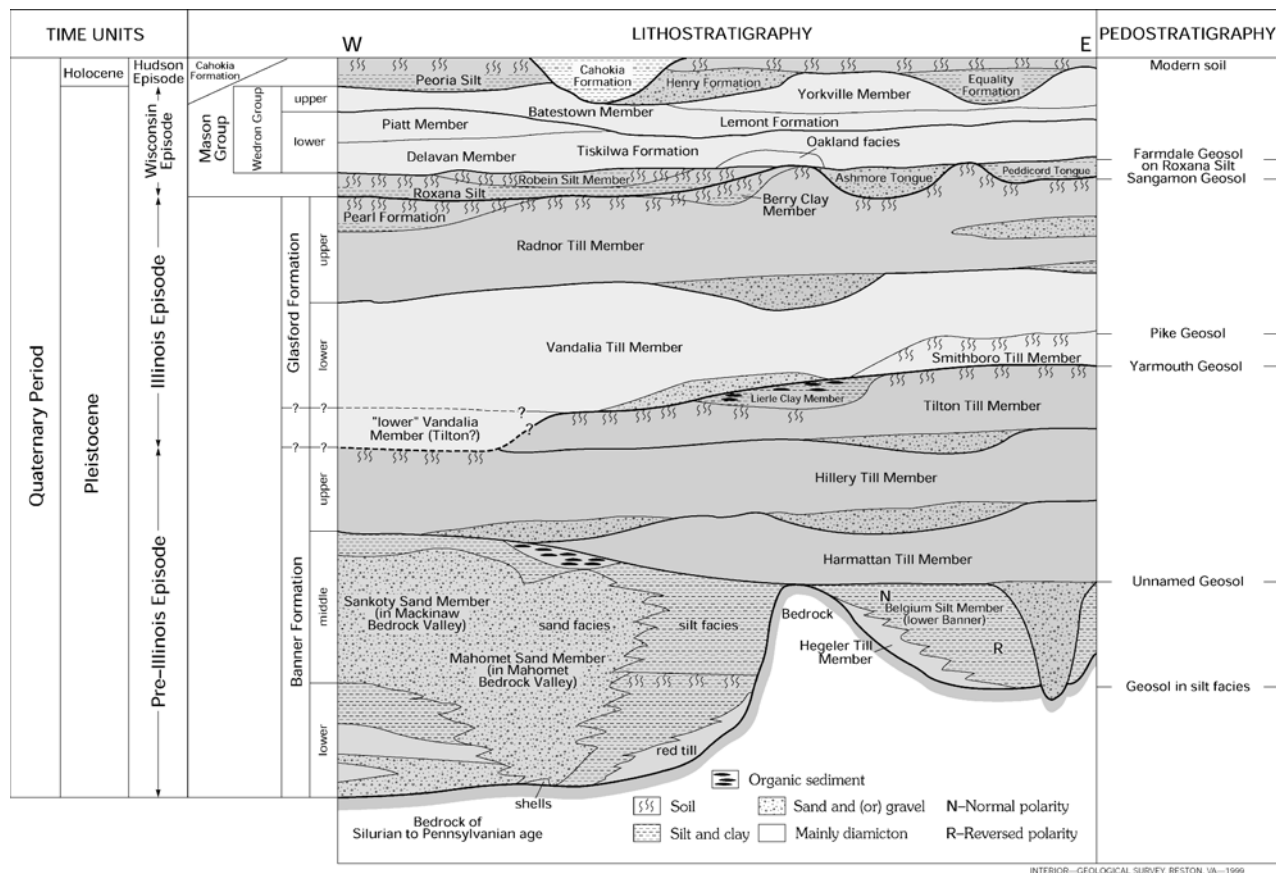 TIME UNITS
LITHOSTRATIGRAPHY
PEDOSTRATIGRAPHY
W
E
Quaternary Period
Holocene
Pleistocene
Hudson
Episode
Wisconsin
Episode
Illinois Episode
Pre–Illinois Episode
Cahokia
Formation
Mason
Group
Wedron Group
upper
lower
Glasford Formation
upper
lower
?
?
?
?
Banner Formation
upper
middle
lower
Peoria Silt
Cahokia
Formation
Henry Formation
Equality
Formation
Yorkville Member
Batestown Member
Piatt Member
Lemont Formation
Oakland facies
Delavan Member
Tiskilwa Formation
Robein Silt Member
Ashmore Tongue
Peddicord Tongue
Roxana Silt
Berry Clay
Member
Pearl Formation
Radnor Till Member
Vandalia Till Member
Smithboro Till Member
Lierle Clay Member
Tilton Till Member
?
?
"lower" Vandalia
Member (Tilton?)
Hillery Till Member
Harmattan Till Member
Sankoty Sand Member
(in Mackinaw
Bedrock Valley)
sand facies
silt facies
Mahomet Sand Member
(in Mahomet
Bedrock Valley)
Bedrock
N
Belgium Silt Member
(lower Banner)
Hegeler Till
Member
R
red till
shells
Bedrock of
Silurian to Pennsylvanian age
Organic sediment
Soil
Sand and (or) gravel
N–Normal polarity
Silt and clay
Mainly diamicton
R–Reversed polarity
Modern soil
Farmdale Geosol
on Roxana Silt
Sangamon Geosol
Pike Geosol
Yarmouth Geosol
Unnamed Geosol
Geosol in silt facies
INTERIOR—GEOLOGICAL SURVEY, RESTON, VA—1999